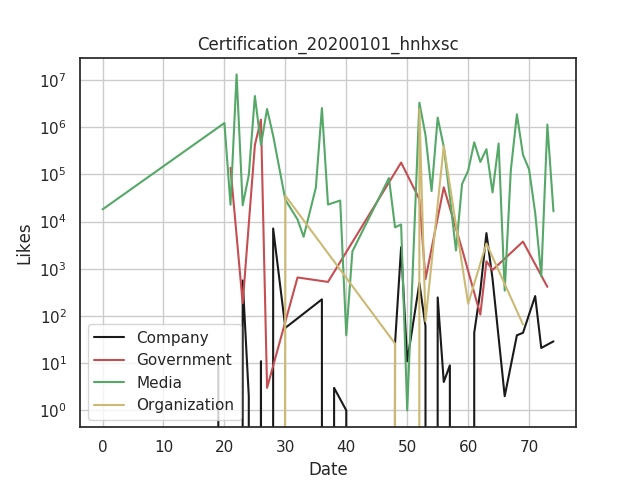 Certification_20200101_hnhxsc
Likes
10⁷
10⁶
10⁵
10⁴
10³
10²
10¹
10⁰
Company
Government
Media
Organization
0 10 20 30 40 50 60 70
Date